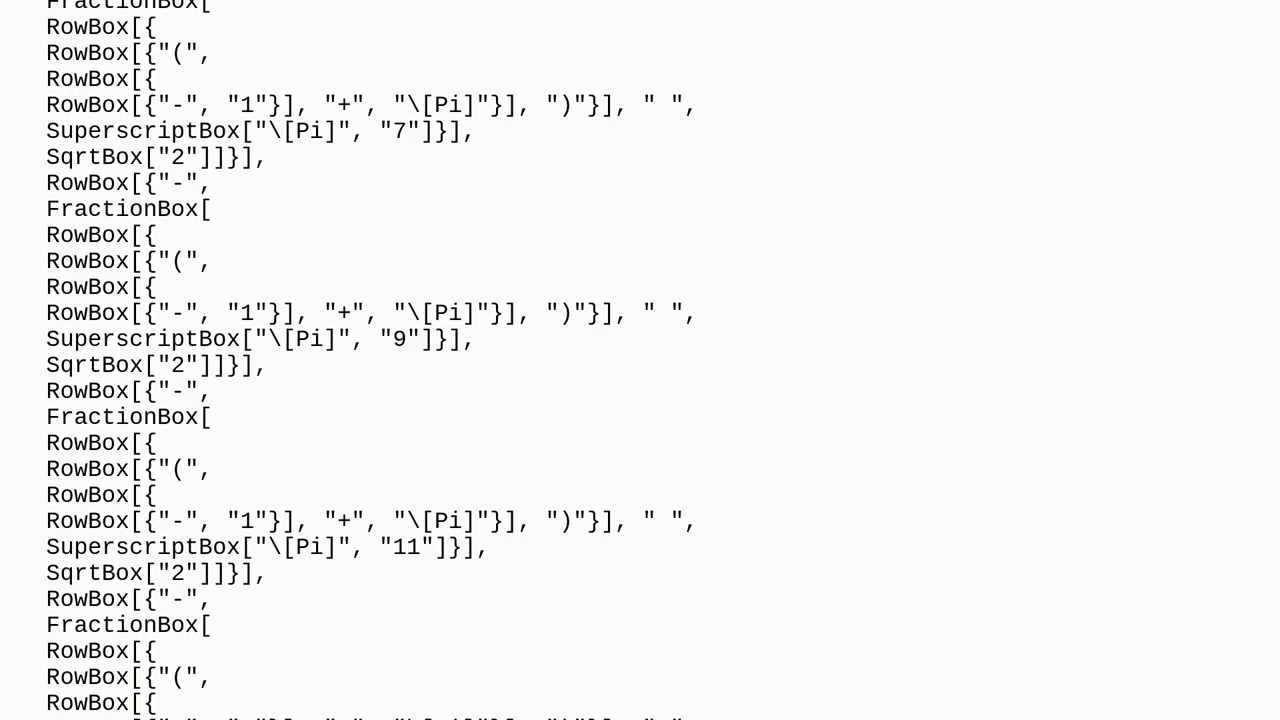 FractionBox[
RowBox[{
RowBox[{"(",
RowBox[{
RowBox[{"-", "1"}], "+", "\[Pi]"}], ")"}], " ",
SuperscriptBox["\[Pi]", "7"]}],
SqrtBox["2"]]}],
RowBox[{"-",
FractionBox[
RowBox[{
RowBox[{"(",
RowBox[{
RowBox[{"-", "1"}], "+", "\[Pi]"}], ")"}], " ",
SuperscriptBox["\[Pi]", "9"]}],
SqrtBox["2"]]}],
RowBox[{"-",
FractionBox[
RowBox[{
RowBox[{"(",
RowBox[{
RowBox[{"-", "1"}], "+", "\[Pi]"}], ")"}], " ",
SuperscriptBox["\[Pi]", "11"]}],
SqrtBox["2"]]}],
RowBox[{"-",
FractionBox[
RowBox[{
RowBox[{"(",
RowBox[{